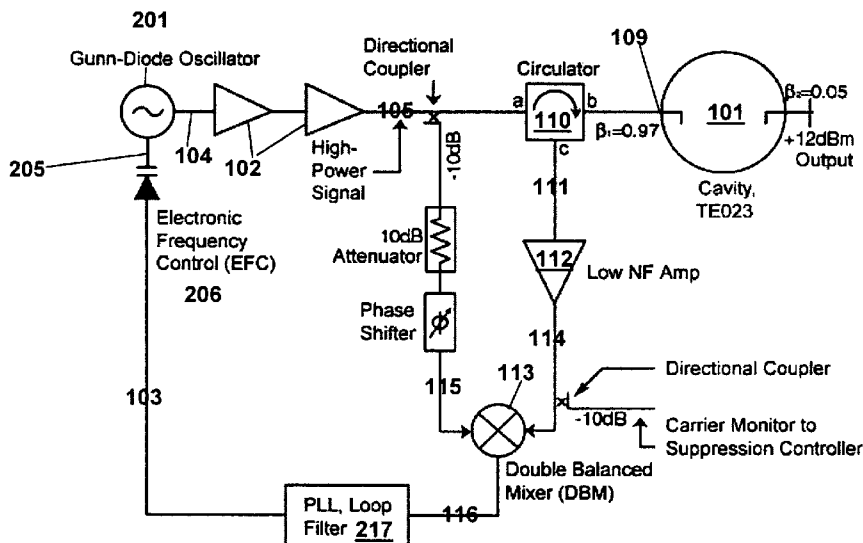 201
Gunn-Diode Oscillator
Directional
Coupler
Circulator
109
a
b
c
110
101
β₁=0.97
β₂=0.05
+12dBm
Output
105
104
102
205
High-
Power
Signal
-10dB
111
Cavity,
TE023
Electronic
Frequency
Control (EFC)
206
10dB
Attenuator
112
Low NF Amp
Phase
Shifter
ϕ
114
103
115
113
Directional Coupler
-10dB
Carrier Monitor to
Suppression Controller
Double Balanced
Mixer (DBM)
PLL, Loop
Filter 217
116